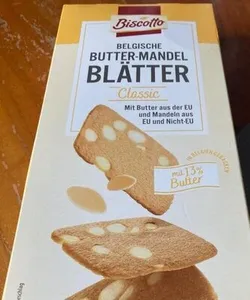 Biscotto
BELGISCHE
BUTTER-MANDEL
BLÄTTER
Classic
Mit Butter aus der EU
und Mandeln aus
EU und Nicht-EU
mit 13%
Butter